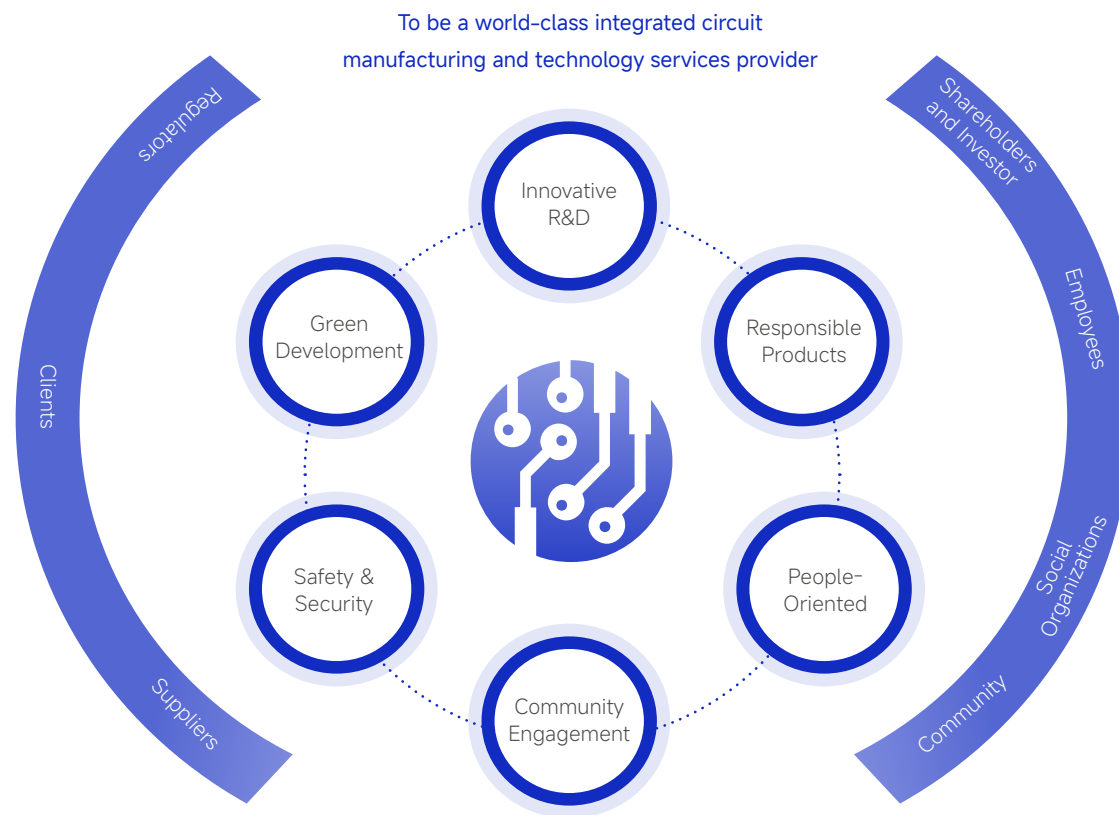 To be a world-class integrated circuit
manufacturing and technology services provider
Regulators
Clients
Suppliers
Innovative
R&D
Green
Development
Responsible
Products
Safety &
Security
People-
Oriented
Community
Engagement
Shareholders
and Investor
Employees
Social
Organizations
Community